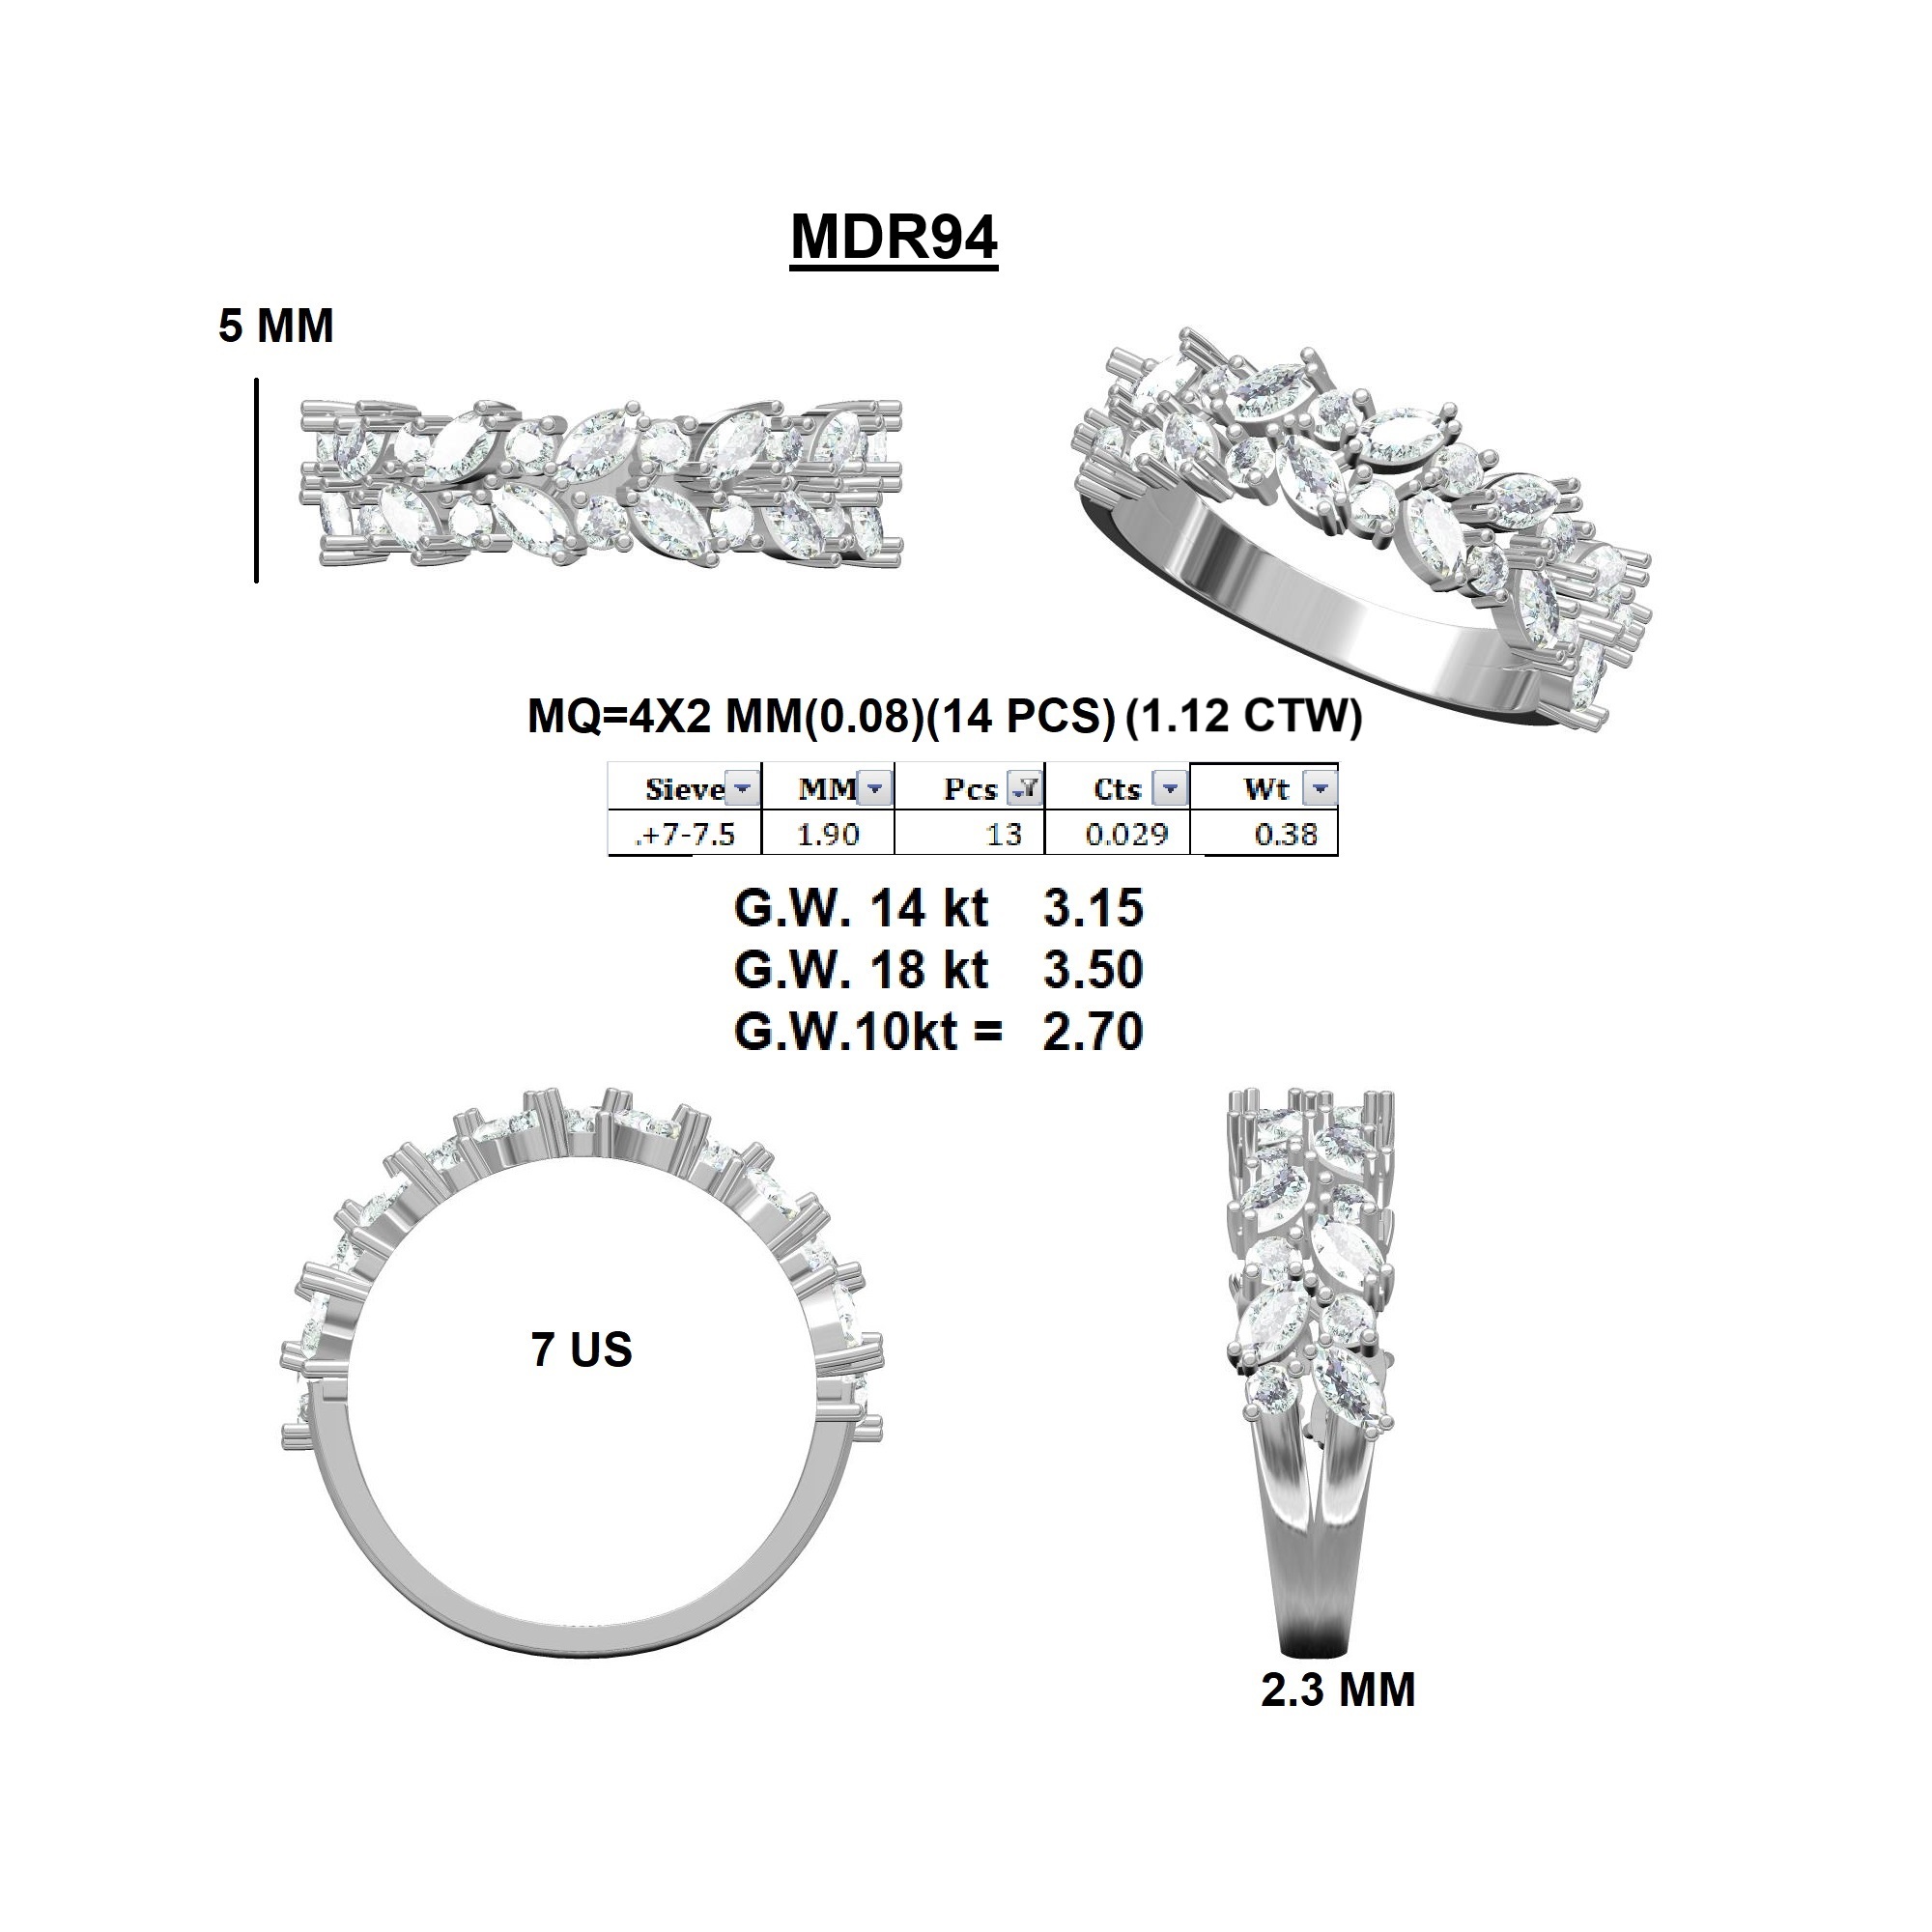 MDR94
5 MM
MQ=4X2 MM(0.08)(14 PCS) (1.12 CTW)
Sieve MM Pcs Cts Wt
.+7-7.5 1.90 13 0.029 0.38
G.W. 14 kt 3.15
G.W. 18 kt 3.50
G.W.10kt = 2.70
7 US
2.3 MM